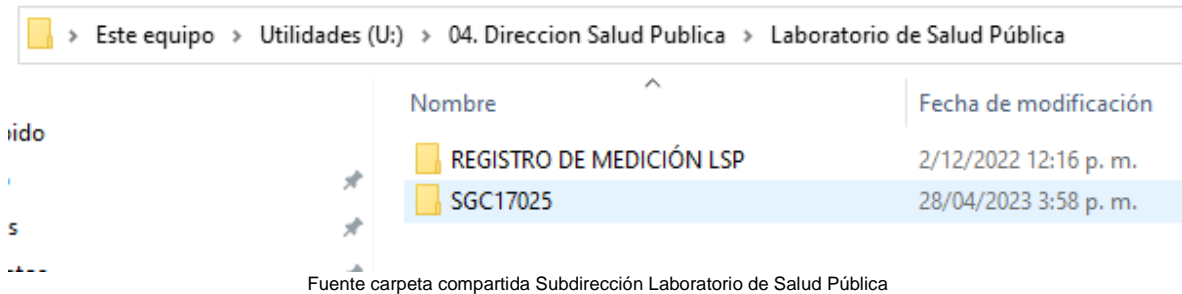 Este equipo > Utilidades (U:) > 04. Direccion Salud Publica > Laboratorio de Salud Pública
Nombre Fecha de modificación
REGISTRO DE MEDICIÓN LSP 2/12/2022 12:16 p. m.
SGC17025 28/04/2023 3:58 p. m.
Fuente carpeta compartida Subdirección Laboratorio de Salud Pública